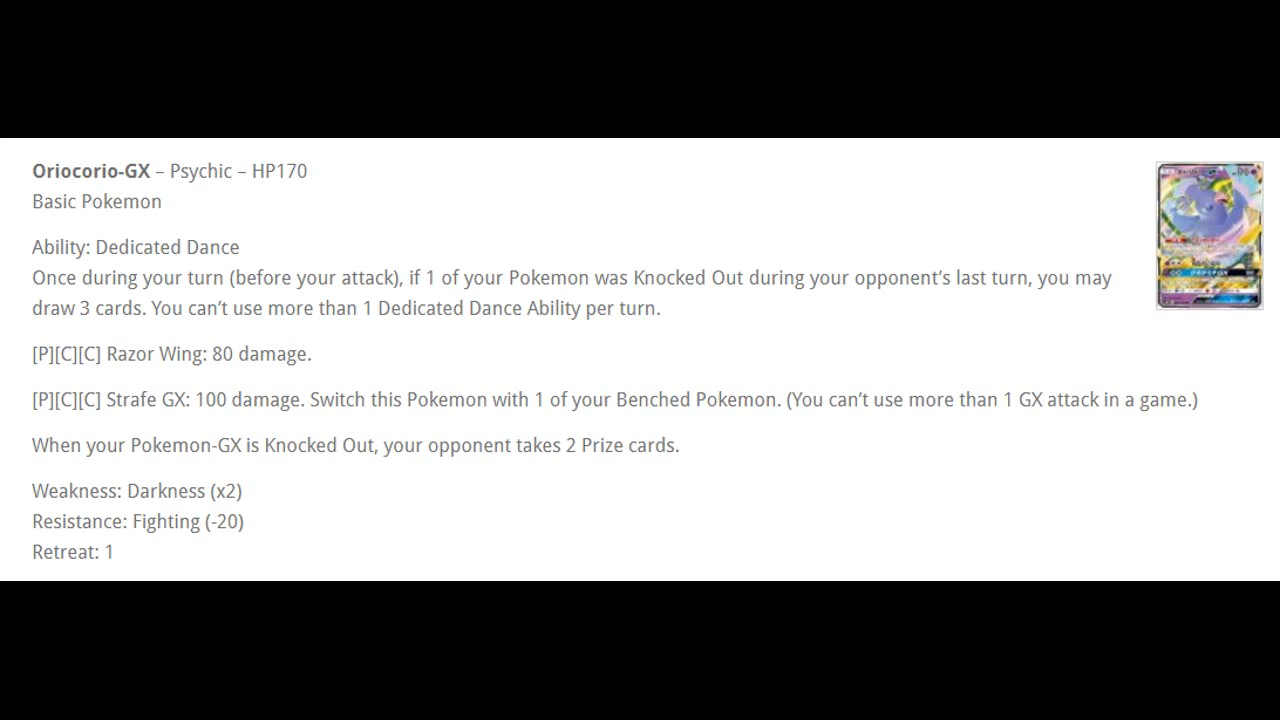 Oriocorio-GX – Psychic – HP170
Basic Pokemon
Ability: Dedicated Dance
Once during your turn (before your attack), if 1 of your Pokemon was Knocked Out during your opponent’s last turn, you may
draw 3 cards. You can’t use more than 1 Dedicated Dance Ability per turn.
[P][C][C] Razor Wing: 80 damage.
[P][C][C] Strafe GX: 100 damage. Switch this Pokemon with 1 of your Benched Pokemon. (You can’t use more than 1 GX attack in a game.)
When your Pokemon-GX is Knocked Out, your opponent takes 2 Prize cards.
Weakness: Darkness (x2)
Resistance: Fighting (-20)
Retreat: 1